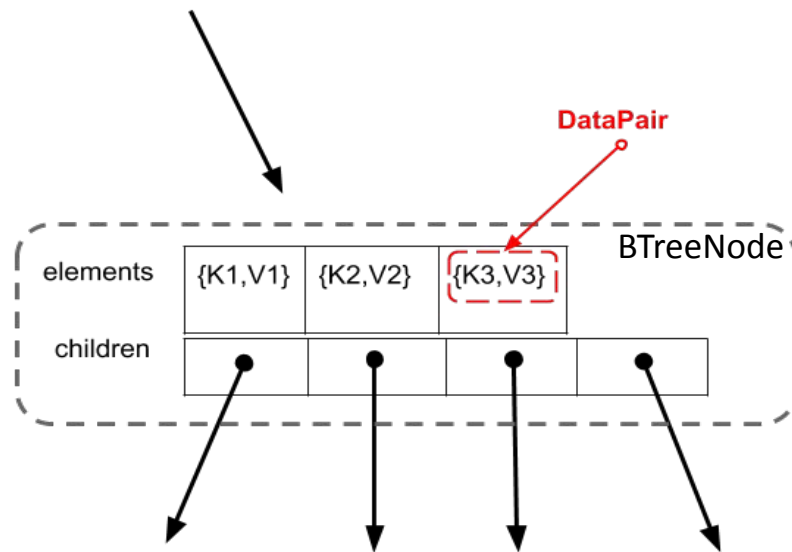 DataPair
BTreeNode
elements {K1,V1} {K2,V2} {K3,V3}
children